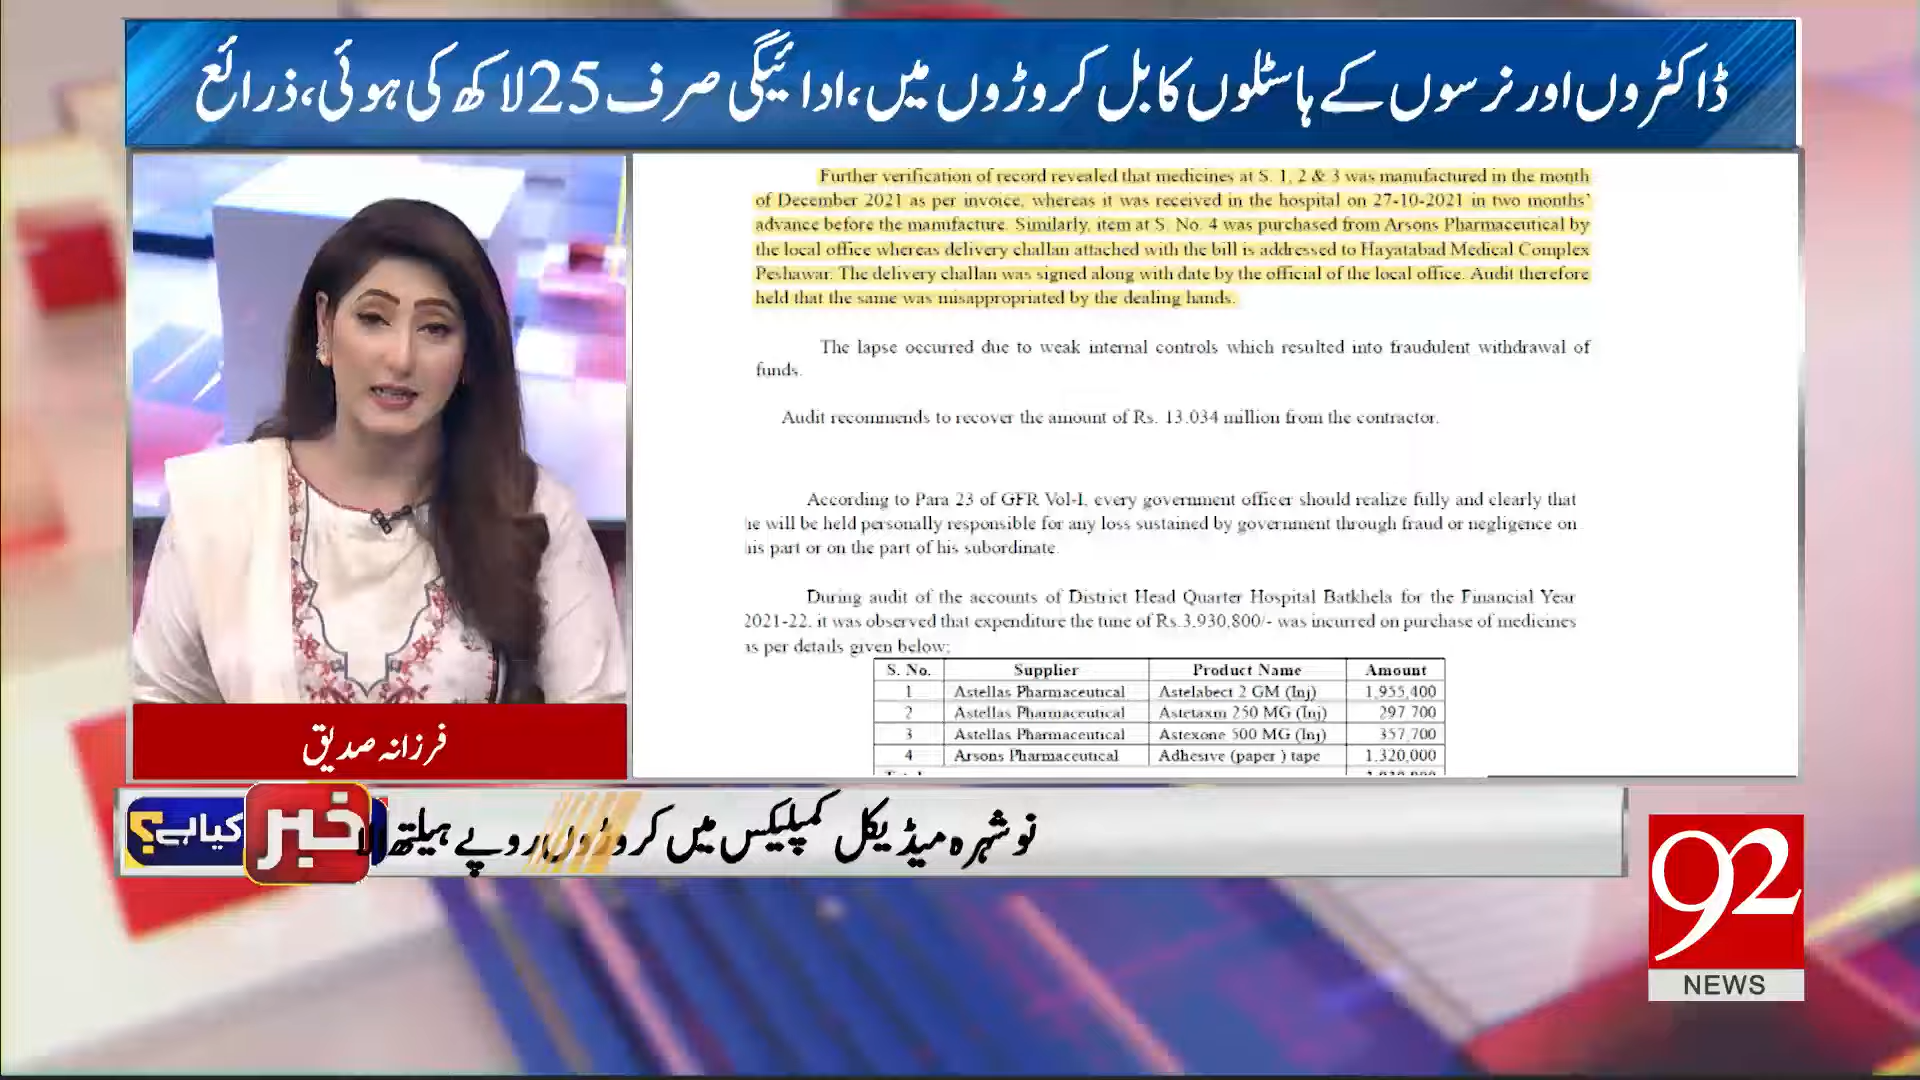 ڈاکٹروں اور نرسوں کے ہاسٹلوں کا بل کروڑوں میں، ادائیگی صرف 25 لاکھ کی ہوئی، ذرائع
Further verification of record revealed that medicines at S. 1, 2 & 3 was manufactured in the month
of December 2021 as per invoice, whereas it was received in the hospital on 27-10-2021 in two months'
advance before the manufacture. Similarly, item at S. No. 4 was purchased from Arsons Pharmaceutical by
the local office whereas delivery challan attached with the bill is addressed to Hayatabad Medical Complex
Peshawar. The delivery challan was signed along with date by the official of the local office. Audit therefore
held that the same was misappropriated by the dealing hands.
The lapse occurred due to weak internal controls which resulted into fraudulent withdrawal of
funds.
Audit recommends to recover the amount of Rs. 13.034 million from the contractor.
According to Para 23 of GFR Vol-I, every government officer should realize fully and clearly that
he will be held personally responsible for any loss sustained by government through fraud or negligence on
his part or on the part of his subordinate.
During audit of the accounts of District Head Quarter Hospital Batkhela for the Financial Year
2021-22, it was observed that expenditure the tune of Rs.3,930,800/- was incurred on purchase of medicines
as per details given below;
S. No. Supplier Product Name Amount
1 Astellas Pharmaceutical Astelabect 2 GM (Inj) 1,955,400
2 Astellas Pharmaceutical Astetaxm 250 MG (Inj) 297,700
3 Astellas Pharmaceutical Astexone 500 MG (Inj) 357,700
4 Arsons Pharmaceutical Adhesive (paper ) tape 1,320,000
فرزانہ صدیق
خبر کیا ہے؟
نوشہرہ میڈیکل کمپلیکس میں کروڑوں روپے ہیلتھ
92
NEWS